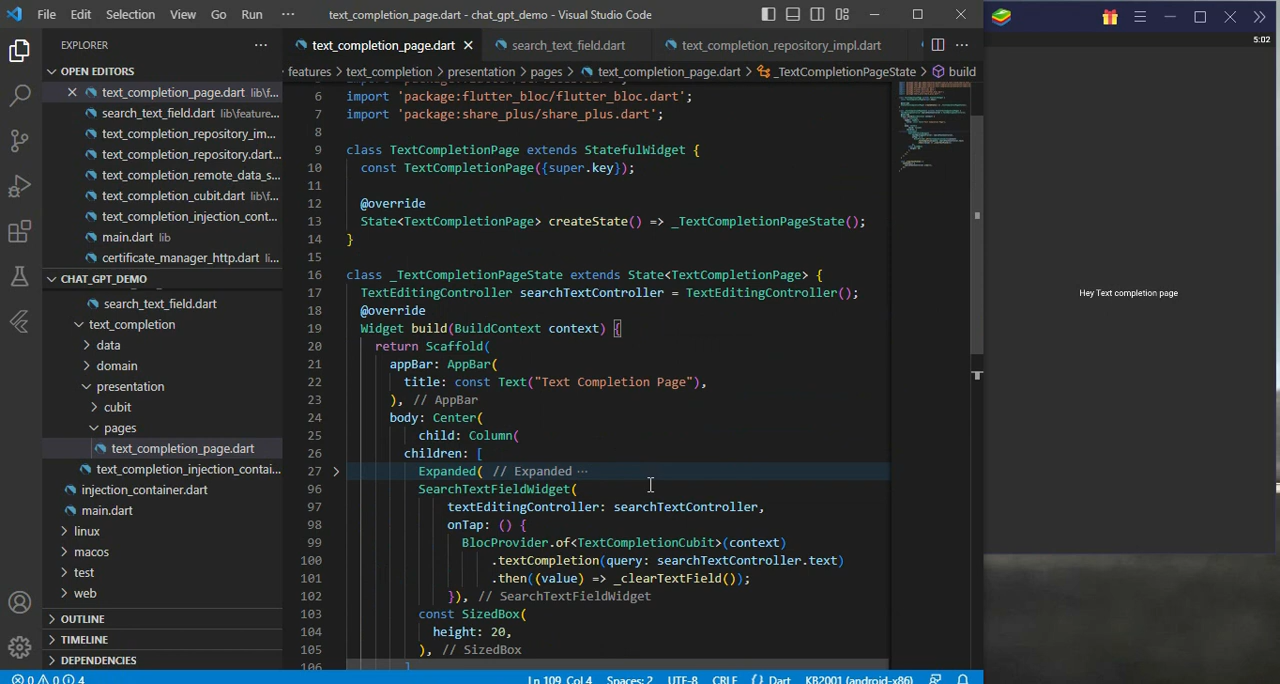 File Edit Selection View Go Run ··· text_completion_page.dart - chat_gpt_demo - Visual Studio Code
EXPLORER ···
OPEN EDITORS
text_completion_page.dart lib\f...
search_text_field.dart lib\feature...
text_completion_repository_im...
text_completion_repository.dart...
text_completion_remote_data_s...
text_completion_cubit.dart lib\f...
text_completion_injection_cont...
main.dart lib
certificate_manager_http.dart li...
CHAT_GPT_DEMO
search_text_field.dart
text_completion
data
domain
presentation
cubit
pages
text_completion_page.dart
text_completion_injection_contai...
injection_container.dart
main.dart
linux
macos
test
web
OUTLINE
TIMELINE
DEPENDENCIES
text_completion_page.dart search_text_field.dart text_completion_repository_impl.dart ···
features > text_completion > presentation > pages > text_completion_page.dart > _TextCompletionPageState > build
6 import 'package:flutter_bloc/flutter_bloc.dart';
7 import 'package:share_plus/share_plus.dart';
8
9 class TextCompletionPage extends StatefulWidget {
10 const TextCompletionPage({super.key});
11
12 @override
13 State<TextCompletionPage> createState() => _TextCompletionPageState();
14 }
15
16 class _TextCompletionPageState extends State<TextCompletionPage> {
17 TextEditingController searchTextController = TextEditingController();
18 @override
19 Widget build(BuildContext context) {
20 return Scaffold(
21 appBar: AppBar(
22 title: const Text("Text Completion Page"),
23 ), // AppBar
24 body: Center(
25 child: Column(
26 children: [
27 Expanded( // Expanded ···
96 SearchTextFieldWidget(
97 textEditingController: searchTextController,
98 onTap: () {
99 BlocProvider.of<TextCompletionCubit>(context)
100 .textCompletion(query: searchTextController.text)
101 .then((value) => _clearTextField());
102 }), // SearchTextFieldWidget
103 const SizedBox(
104 height: 20,
105 ), // SizedBox
106 ]
0 0 4 Ln 109, Col 4 Spaces: 2 UTF-8 CRLF {} Dart KB2001 (android-x86)
5:02
Hey Text completion page